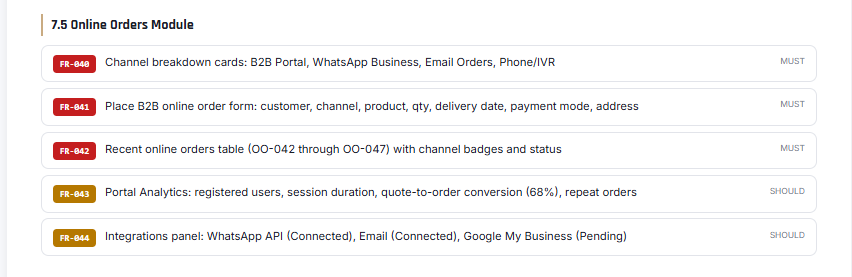 7.5 Online Orders Module
FR-040 Channel breakdown cards: B2B Portal, WhatsApp Business, Email Orders, Phone/IVR MUST
FR-041 Place B2B online order form: customer, channel, product, qty, delivery date, payment mode, address MUST
FR-042 Recent online orders table (OO-042 through OO-047) with channel badges and status MUST
FR-043 Portal Analytics: registered users, session duration, quote-to-order conversion (68%), repeat orders SHOULD
FR-044 Integrations panel: WhatsApp API (Connected), Email (Connected), Google My Business (Pending) SHOULD